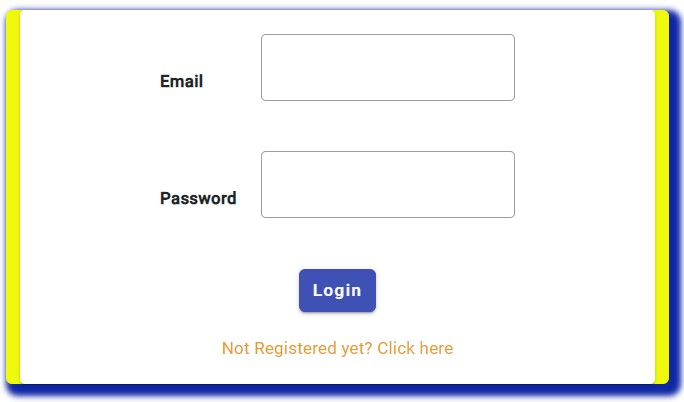 Email
Password
Login
Not Registered yet? Click here